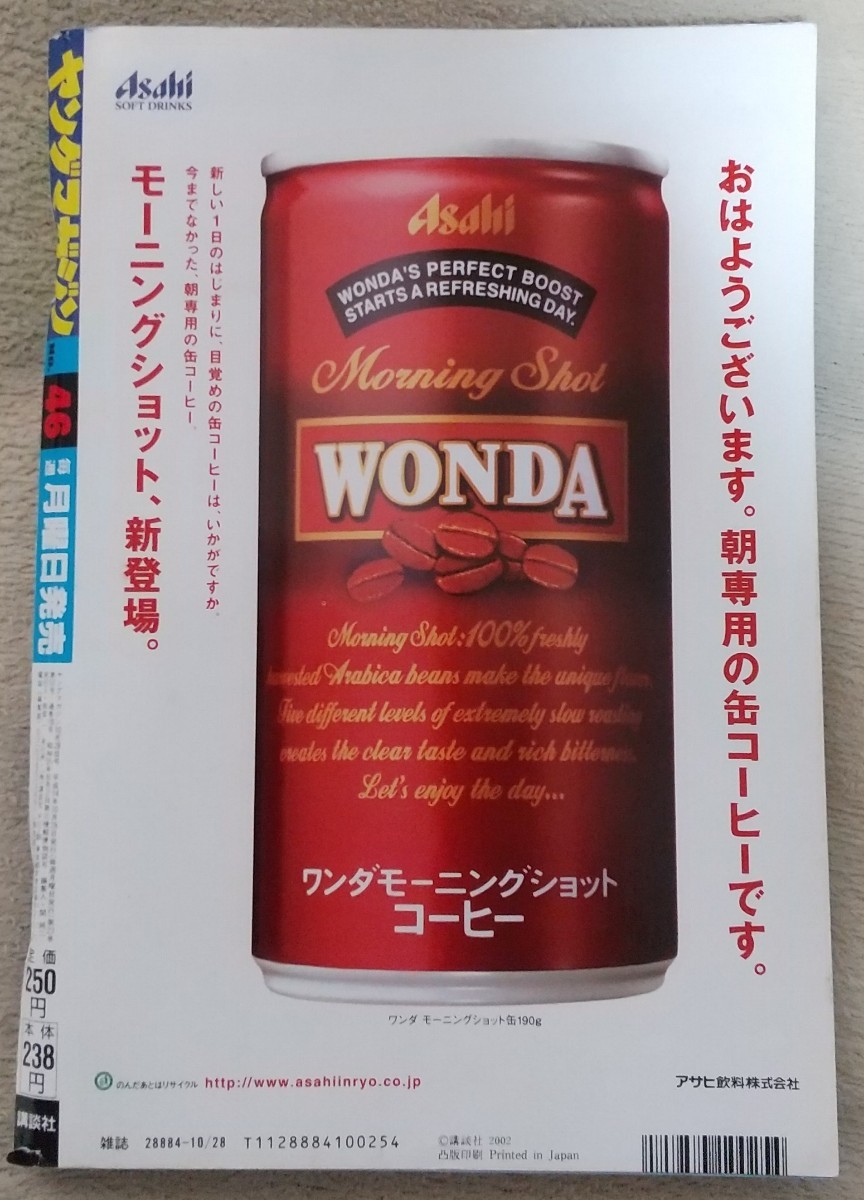 Asahi
SOFT DRINKS
おはようございます。朝専用の缶コーヒーです。
Asahi
WONDA'S PERFECT BOOST
STARTS A REFRESHING DAY.
Morning Shot
WONDA
Morning Shot:100% freshly
Arabica beans make the unique
Five different levels of extremely slow roasting
creates the clear taste and rich
Let's enjoy the day...
ワンダモーニングショット
コーヒー
新しい1日のはじまりに、目覚めの缶コーヒーは、いかがですか。
今までなかった、朝専用の缶コーヒー。
モーニングショット、新登場。
ワンダ モーニングショット缶190g
のんだあとはリサイクル http://www.asahiinryo.co.jp
アサヒ飲料株式会社
雑誌 28884-10/28 T1128884100254
©講談社 2002
凸版印刷 Printed in Japan
ヤングマガジン
46
毎週
月曜日発売
定価
250
円
本体
238
円
講談社